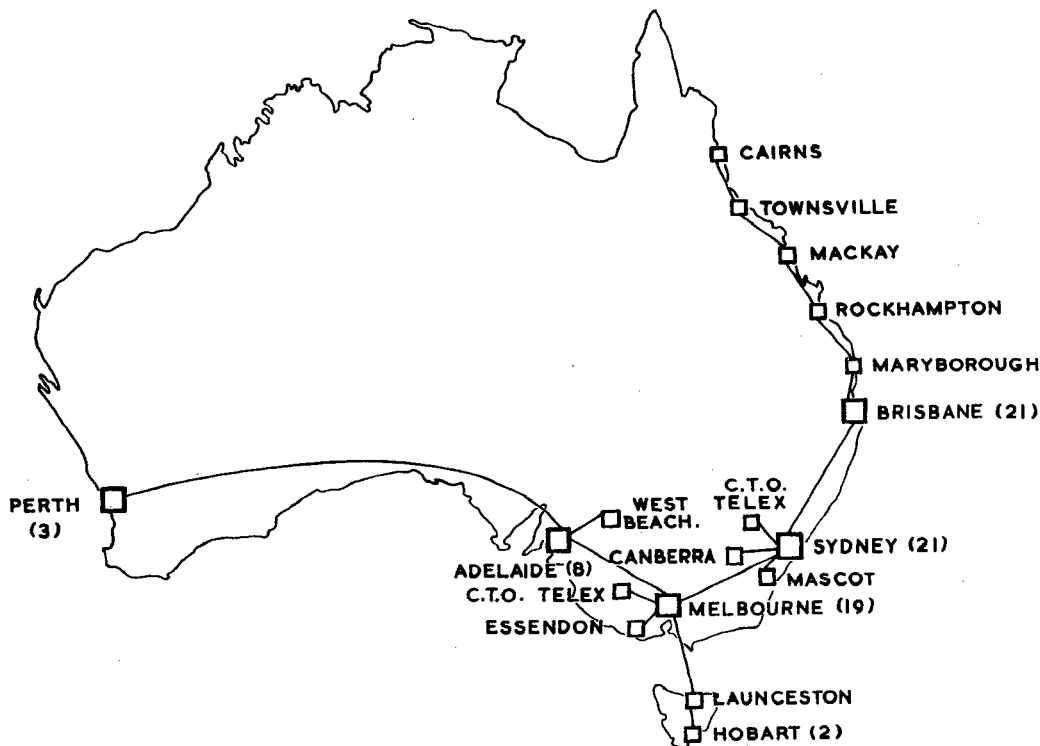 CAIRNS
TOWNSVILLE
MACKAY
ROCKHAMPTON
MARYBOROUGH
BRISBANE (21)
C.T.O.
TELEX
WEST
BEACH.
PERTH
(3)
SYDNEY (21)
CANBERRA
ADELAIDE (8)
MASCOT
C.T.O. TELEX
MELBOURNE (19)
ESSENDON
LAUNCESTON
HOBART (2)